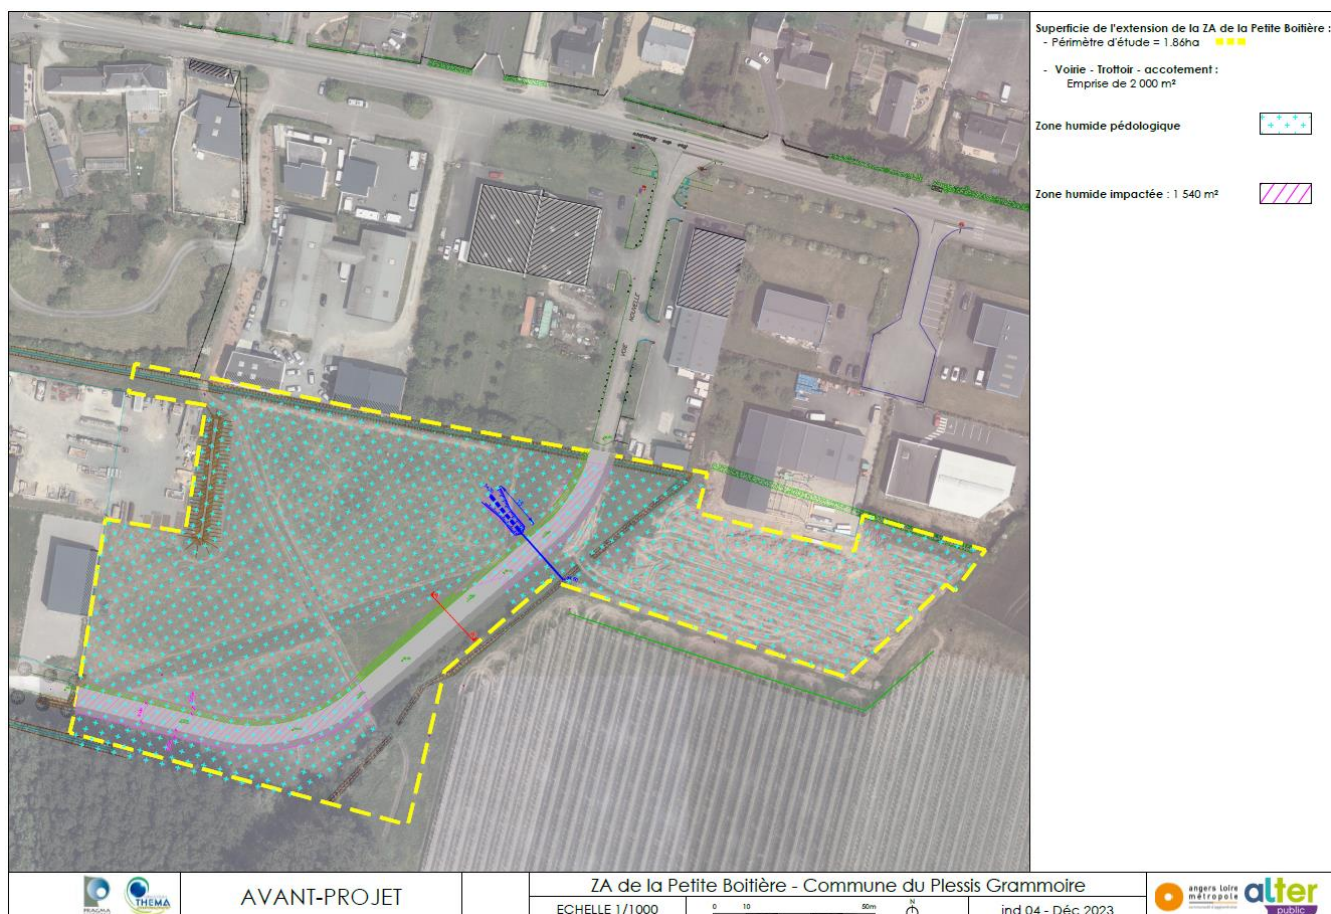 Superficie de l'extension de la ZA de la Petite Boitière :
- Périmètre d'étude = 1.86ha
- Voirie - Trottoir - accotement :
Emprise de 2 000 m²
Zone humide pédologique
Zone humide impactée : 1 540 m²
VOIE NOUVELLE
PRAGMA
THEMA
AVANT-PROJET
ZA de la Petite Boitière - Commune du Plessis Grammoire
ECHELLE 1/1000
0 10 50m
N
ind 04 - Déc 2023
angers Loire
métropole
alter
public